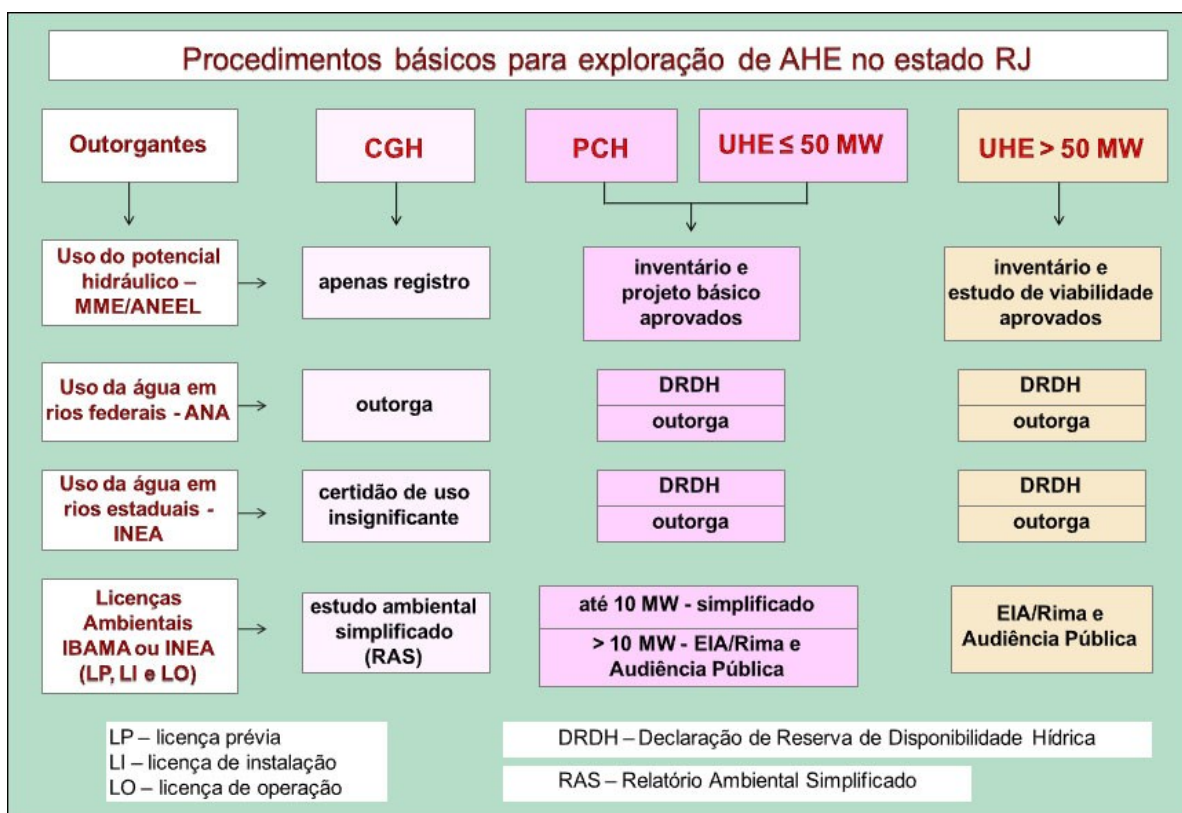 Procedimentos básicos para exploração de AHE no estado RJ
Outorgantes
CGH
PCH
UHE ≤ 50 MW
UHE > 50 MW
Uso do potencial
hidráulico –
MME/ANEEL
apenas registro
inventário e
projeto básico
aprovados
inventário e
estudo de viabilidade
aprovados
Uso da água em
rios federais - ANA
outorga
DRDH
outorga
DRDH
outorga
Uso da água em
rios estaduais -
INEA
certidão de uso
insignificante
DRDH
outorga
DRDH
outorga
Licenças
Ambientais
IBAMA ou INEA
(LP, LI e LO)
estudo ambiental
simplificado
(RAS)
até 10 MW - simplificado
> 10 MW - EIA/Rima e
Audiência Pública
EIA/Rima e
Audiência Pública
LP – licença prévia
LI – licença de instalação
LO – licença de operação
DRDH – Declaração de Reserva de Disponibilidade Hídrica
RAS – Relatório Ambiental Simplificado